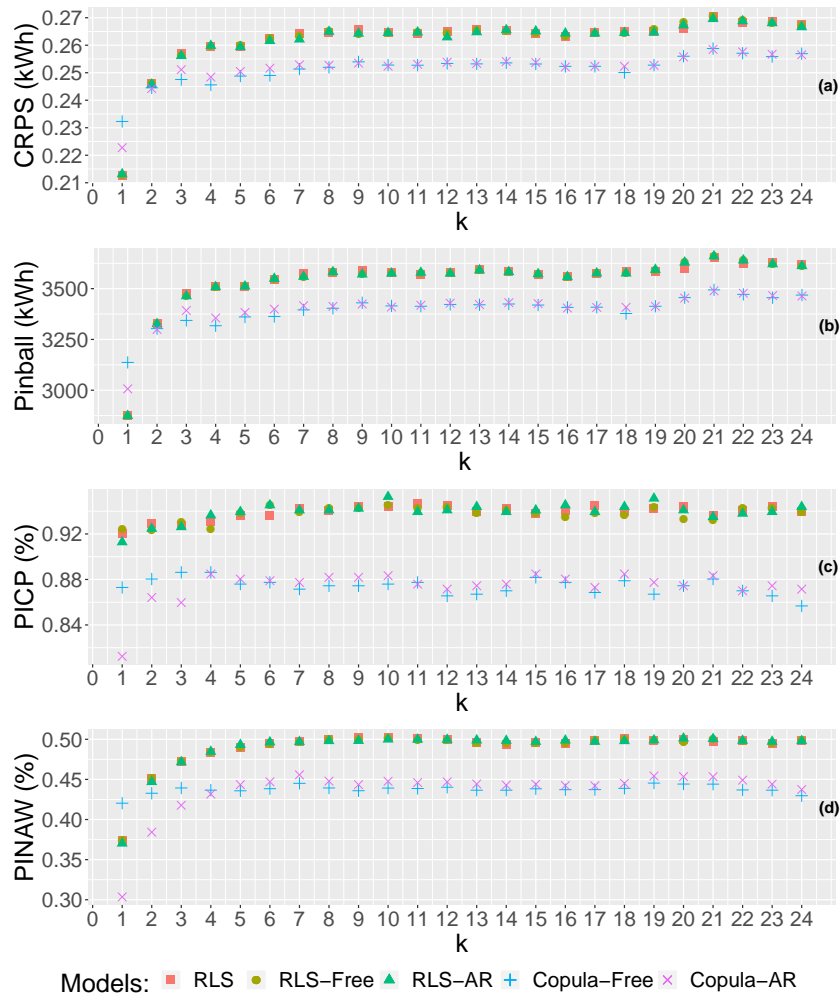 CRPS (kWh)
0.27
0.26
0.25
0.24
0.23
0.22
0.21
(a)
0 1 2 3 4 5 6 7 8 9 10 11 12 13 14 15 16 17 18 19 20 21 22 23 24
k
Pinball (kWh)
3500
3250
3000
(b)
0 1 2 3 4 5 6 7 8 9 10 11 12 13 14 15 16 17 18 19 20 21 22 23 24
k
PICP (%)
0.92
0.88
0.84
(c)
0 1 2 3 4 5 6 7 8 9 10 11 12 13 14 15 16 17 18 19 20 21 22 23 24
k
PINAW (%)
0.50
0.45
0.40
0.35
0.30
(d)
0 1 2 3 4 5 6 7 8 9 10 11 12 13 14 15 16 17 18 19 20 21 22 23 24
k
Models: RLS RLS−Free RLS−AR Copula−Free Copula−AR